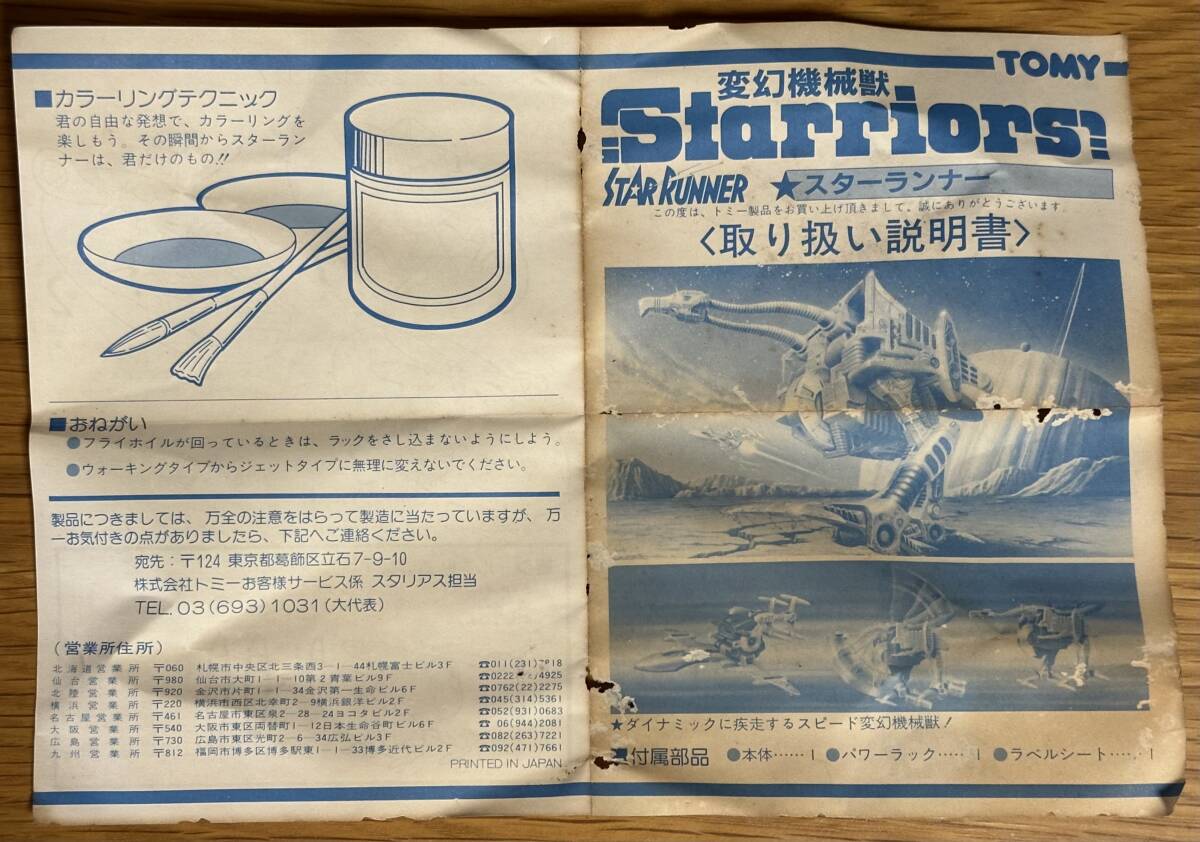 ■カラーリングテクニック
君の自由な発想で、カラーリングを
楽しもう。その瞬間からスターラン
ナーは、君だけのもの!!
■おねがい
●フライホイルが回っているときは、ラックをさし込まないようにしよう。
●ウォーキングタイプからジェットタイプに無理に変えないでください。
製品につきましては、万全の注意をはらって製造に当たっていますが、万
一お気付きの点がありましたら、下記へご連絡ください。
宛先：〒124 東京都葛飾区立石7-9-10
株式会社トミーお客様サービス係 スタリアス担当
TEL. 03(693)1031(大代表)
(営業所住所)
北海道営業所 〒060 札幌市中央区北三条西3-1-44札幌富士ビル3F ☎011(231)
仙台営業所 〒980 仙台市大町1-1-10第2青葉ビル9F ☎0222 4925
北陸営業所 〒920 金沢市片町1-1-34金沢第一生命ビル6F ☎0762(22)2275
横浜営業所 〒220 横浜市西区北幸町2-9横浜銀洋ビル2F ☎045(314)5361
名古屋営業所 〒461 名古屋市東区泉2-28-24ヨコタビル2F ☎052(931)0683
大阪営業所 〒540 大阪市東区両替町1-12日本生命谷町ビル6F ☎06(944)2081
広島営業所 〒730 広島市東区光町2-6-34広弘ビル3F ☎082(263)7221
九州営業所 〒812 福岡市博多区博多駅東1-1-33博多近代ビル2F ☎092(471)7661
PRINTED IN JAPAN
TOMY
変幻機械獣
Starriors
STAR RUNNER ★スターランナー
この度は、トミー製品をお買い上げ頂きまして、誠にありがとうございます。
〈取り扱い説明書〉
★ダイナミックに疾走するスピード変幻機械獣!
付属部品 ●本体……1 ●パワーラック……1 ●ラベルシート……1